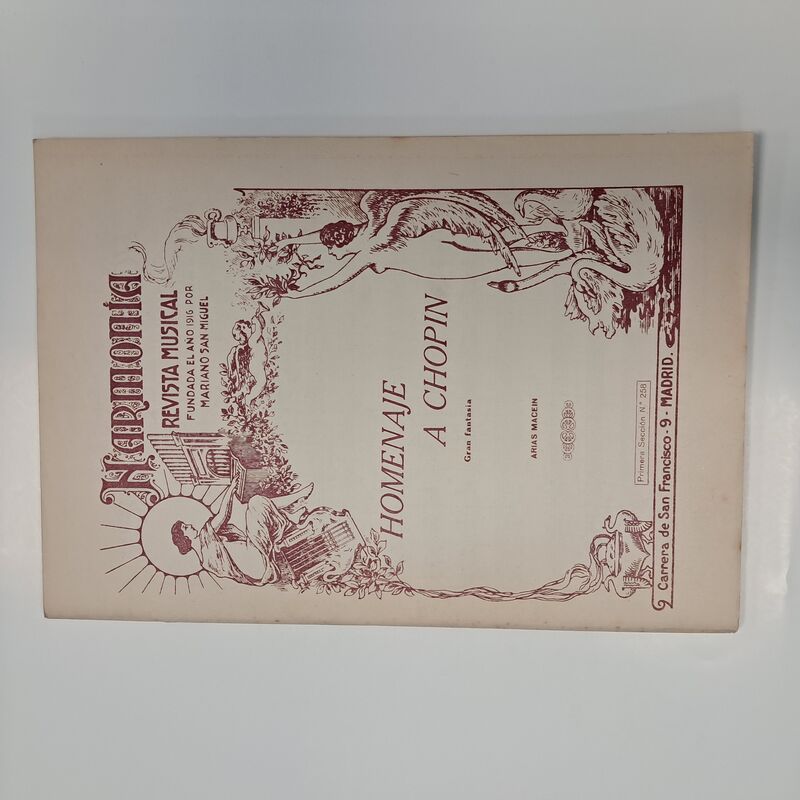 HARMONÍA
REVISTA MUSICAL
FUNDADA EL AÑO 1916 POR
MARIANO SAN MIGUEL
HOMENAJE
A CHOPIN
Gran fantasía
ARIAS MACEIN
Primera Sección N.° 258
Carrera de San Francisco - 9 - MADRID.